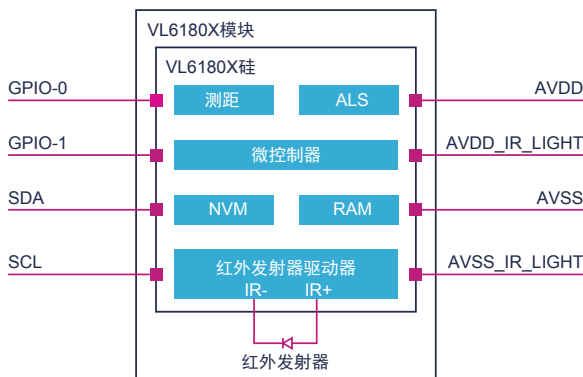 VL6180X模块
VL6180X硅
GPIO-0
测距
ALS
AVDD
GPIO-1
微控制器
AVDD_IR_LIGHT
SDA
NVM
RAM
AVSS
SCL
红外发射器驱动器
AVSS_IR_LIGHT
IR-
IR+
红外发射器